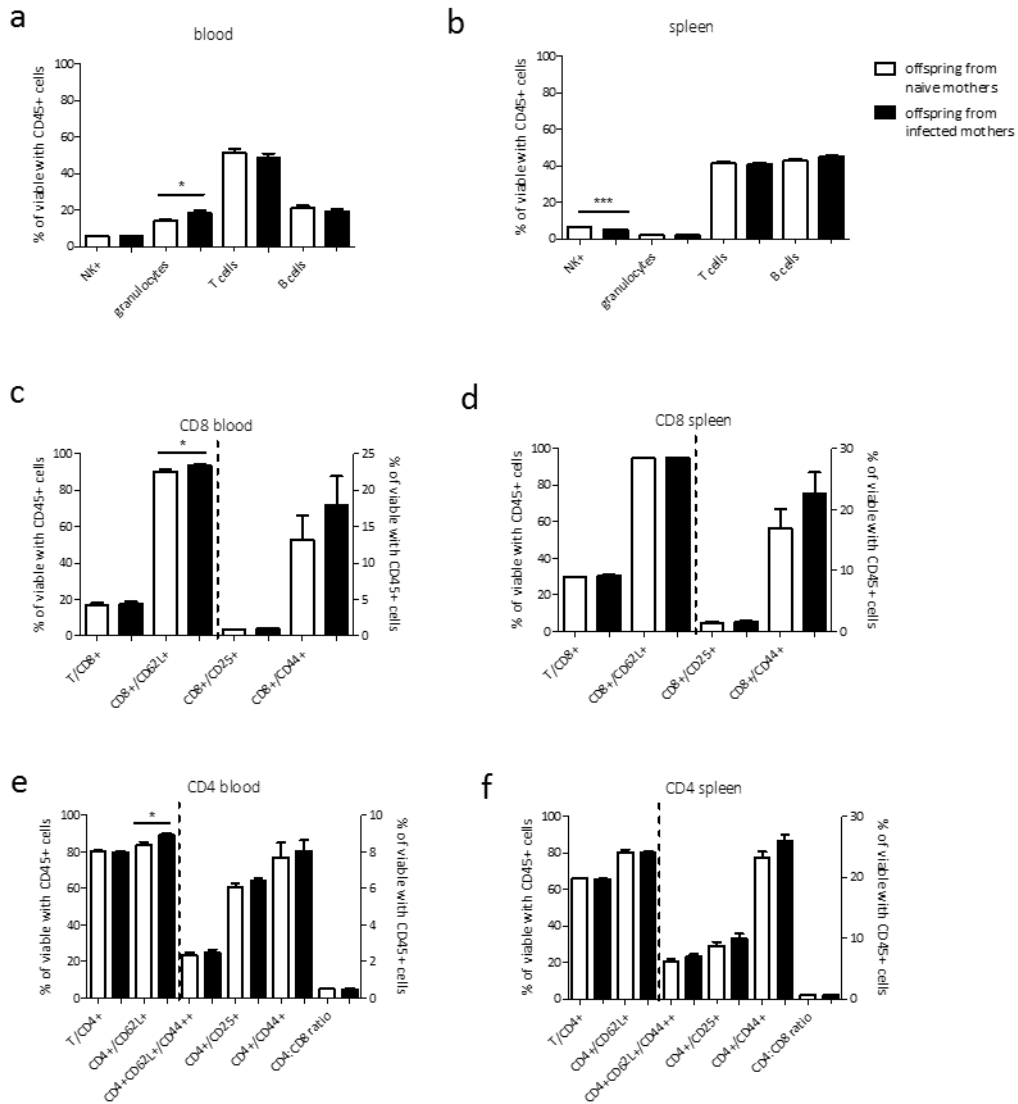 a
blood
% of viable with CD45+ cells
100
80
60
40
20
0
*
NK+
granulocytes
T cells
B cells
b
spleen
% of viable with CD45+ cells
100
80
60
40
20
0
***
NK+
granulocytes
T cells
B cells
offspring from
naive mothers
offspring from
infected mothers
c
CD8 blood
% of viable with CD45+ cells
100
80
60
40
20
0
*
25
20
15
10
5
0
% of viable with CD45+ cells
T/CD8+
CD8+/CD62L+
CD8+/CD25+
CD8+/CD44+
d
CD8 spleen
% of viable with CD45+ cells
100
80
60
40
20
0
30
20
10
0
% of viable with CD45+ cells
T/CD8+
CD8+/CD62L+
CD8+/CD25+
CD8+/CD44+
e
CD4 blood
% of viable with CD45+ cells
100
80
60
40
20
0
*
10
8
6
4
2
0
% of viable with CD45+ cells
T/CD4+
CD4+/CD62L+
CD4+CD62L+/CD44++
CD4+/CD25+
CD4+/CD44+
CD4:CD8 ratio
f
CD4 spleen
% of viable with CD45+ cells
100
80
60
40
20
0
30
20
10
0
% of viable with CD45+ cells
T/CD4+
CD4+/CD62L+
CD4+CD62L+/CD44++
CD4+/CD25+
CD4+/CD44+
CD4:CD8 ratio